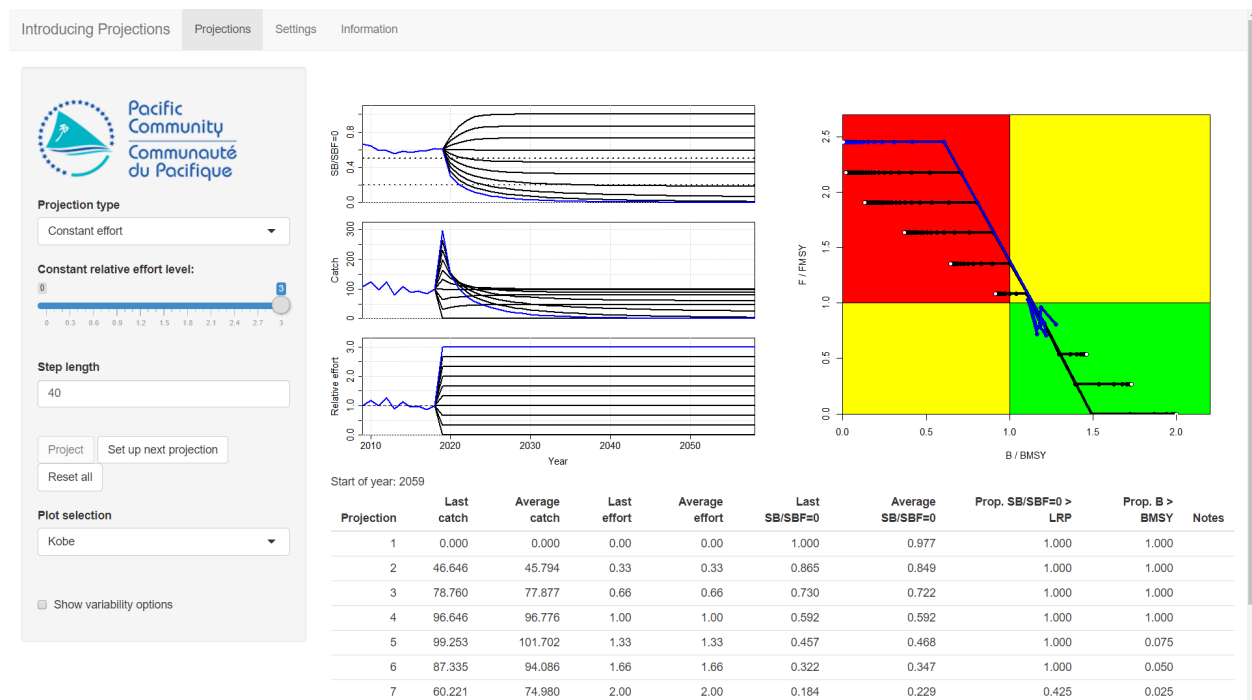 Introducing Projections Projections Settings Information
Pacific
Community
Communauté
du Pacifique
Projection type
Constant effort
Constant relative effort level:
0 3
0 0.3 0.6 0.9 1.2 1.5 1.8 2.1 2.4 2.7 3
Step length
40
Project Set up next projection
Reset all
Plot selection
Kobe
Show variability options
SB/SBF=0
0.0 0.4 0.8
Catch
0 100 200 300
Relative effort
0.0 1.0 2.0 3.0
2010 2020 2030 2040 2050
Year
F / FMSY
0.0 0.5 1.0 1.5 2.0 2.5
0.0 0.5 1.0 1.5 2.0
B / BMSY
Start of year: 2059
Last Average Last Average Last Average Prop. SB/SBF=0 > Prop. B >
Projection catch catch effort effort SB/SBF=0 SB/SBF=0 LRP BMSY Notes
1 0.000 0.000 0.00 0.00 1.000 0.977 1.000 1.000
2 46.646 45.794 0.33 0.33 0.865 0.849 1.000 1.000
3 78.760 77.877 0.66 0.66 0.730 0.722 1.000 1.000
4 96.646 96.776 1.00 1.00 0.592 0.592 1.000 1.000
5 99.253 101.702 1.33 1.33 0.457 0.468 1.000 0.075
6 87.335 94.086 1.66 1.66 0.322 0.347 1.000 0.050
7 60.221 74.980 2.00 2.00 0.184 0.229 0.425 0.025